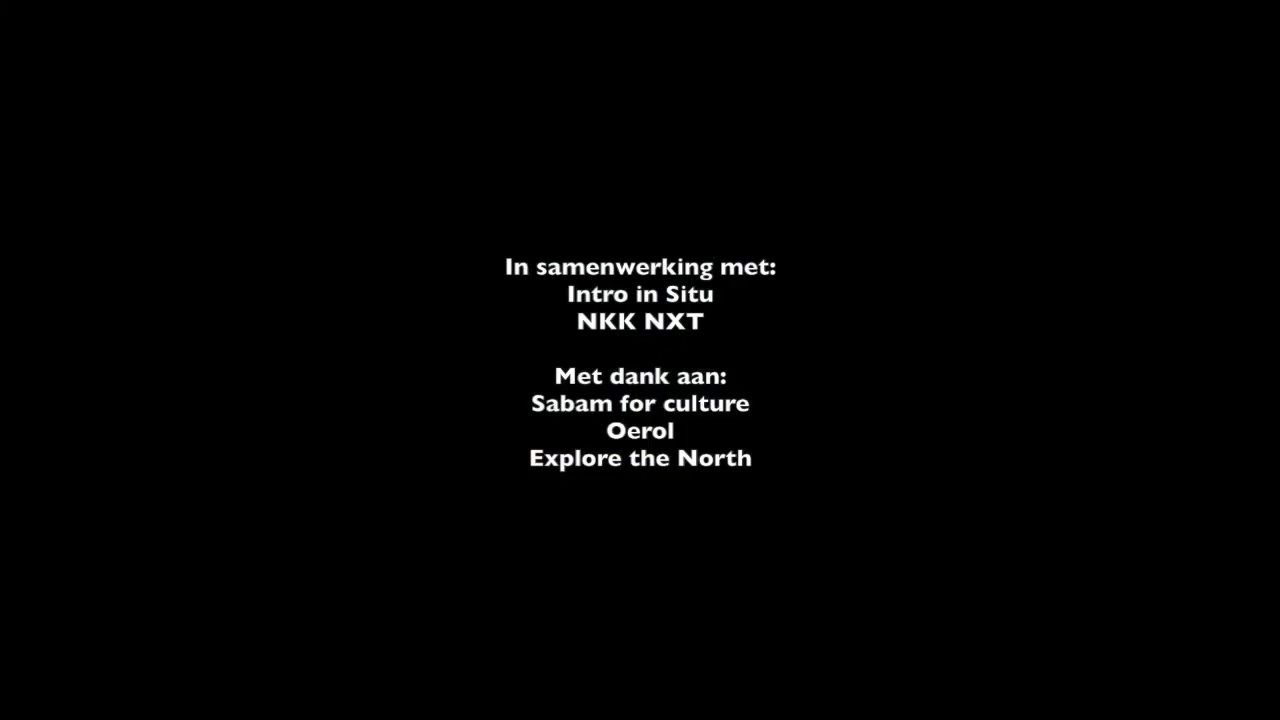 In samenwerking met:
Intro in Situ
NKK NXT
Met dank aan:
Sabam for culture
Oerol
Explore the North